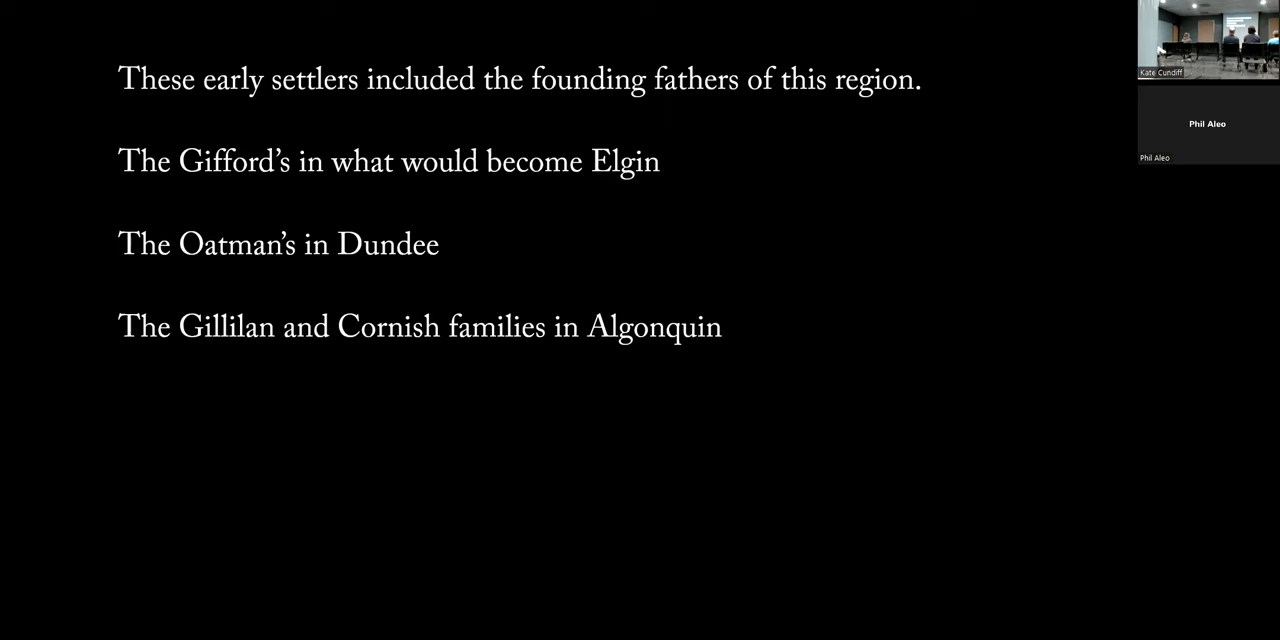 These early settlers included the founding fathers of this region.
The Gifford’s in what would become Elgin
The Oatman’s in Dundee
The Gillilan and Cornish families in Algonquin
Kate Cundiff
Phil Aleo
Phil Aleo